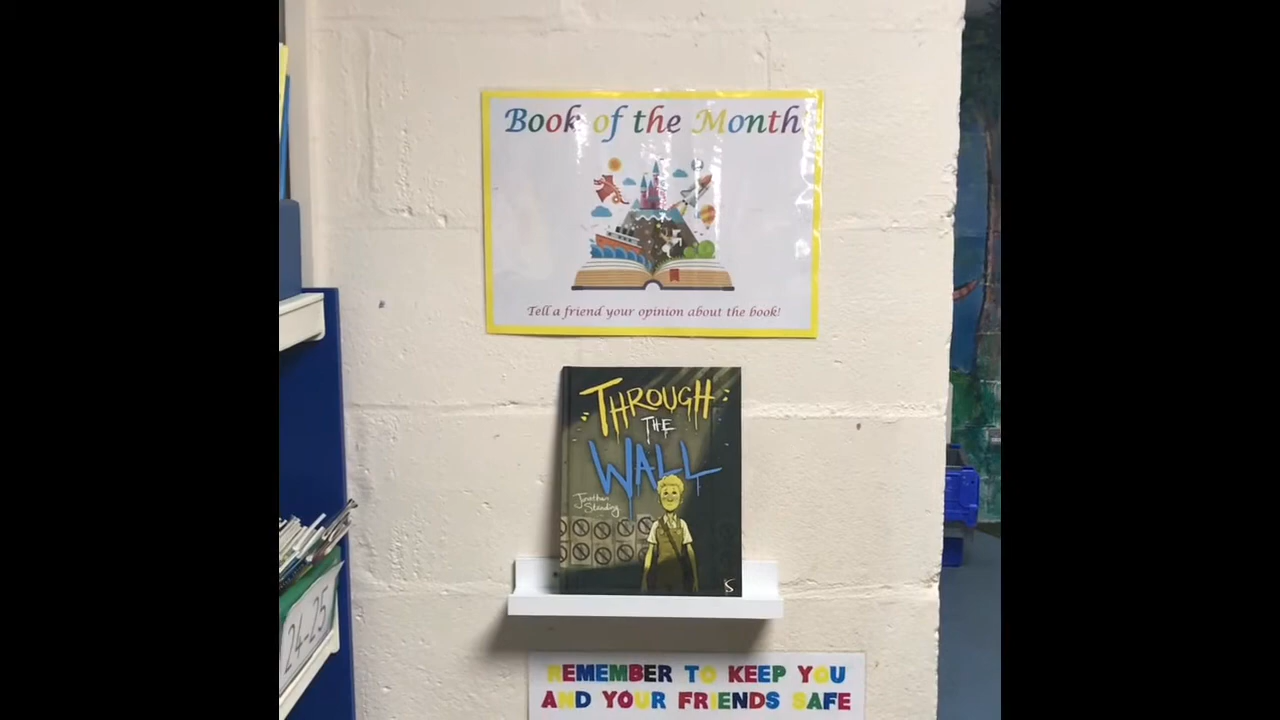 Book of the Month
Tell a friend your opinion about the book!
THROUGH
THE
WALL
Jonathan
Standing
24-25
REMEMBER TO KEEP YOU
AND YOUR FRIENDS SAFE